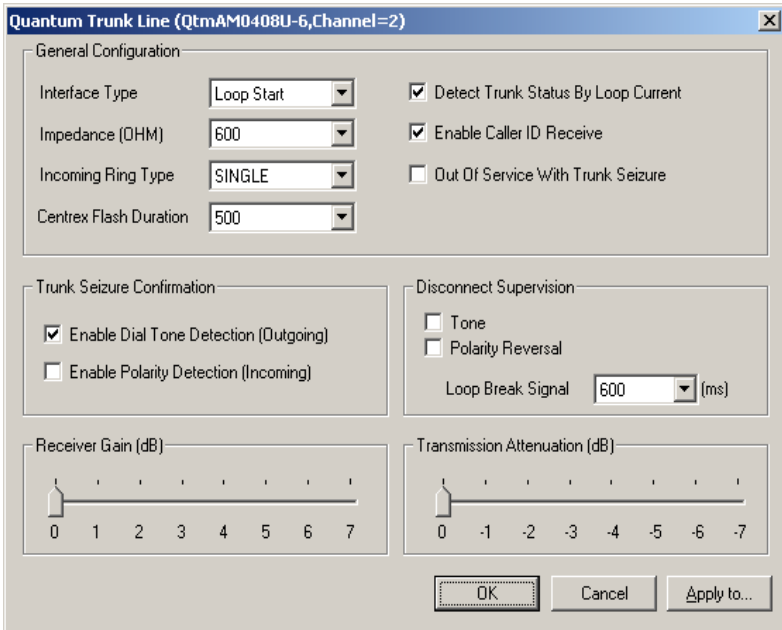 Quantum Trunk Line (QtmAM0408U-6,Channel=2)
General Configuration
Interface Type Loop Start
Detect Trunk Status By Loop Current
Impedance (OHM) 600
Enable Caller ID Receive
Incoming Ring Type SINGLE
Out Of Service With Trunk Seizure
Centrex Flash Duration 500
Trunk Seizure Confirmation
Enable Dial Tone Detection (Outgoing)
Enable Polarity Detection (Incoming)
Disconnect Supervision
Tone
Polarity Reversal
Loop Break Signal 600 (ms)
Receiver Gain (dB)
0 1 2 3 4 5 6 7
Transmission Attenuation (dB)
0 -1 -2 -3 -4 -5 -6 -7
OK Cancel Apply to...